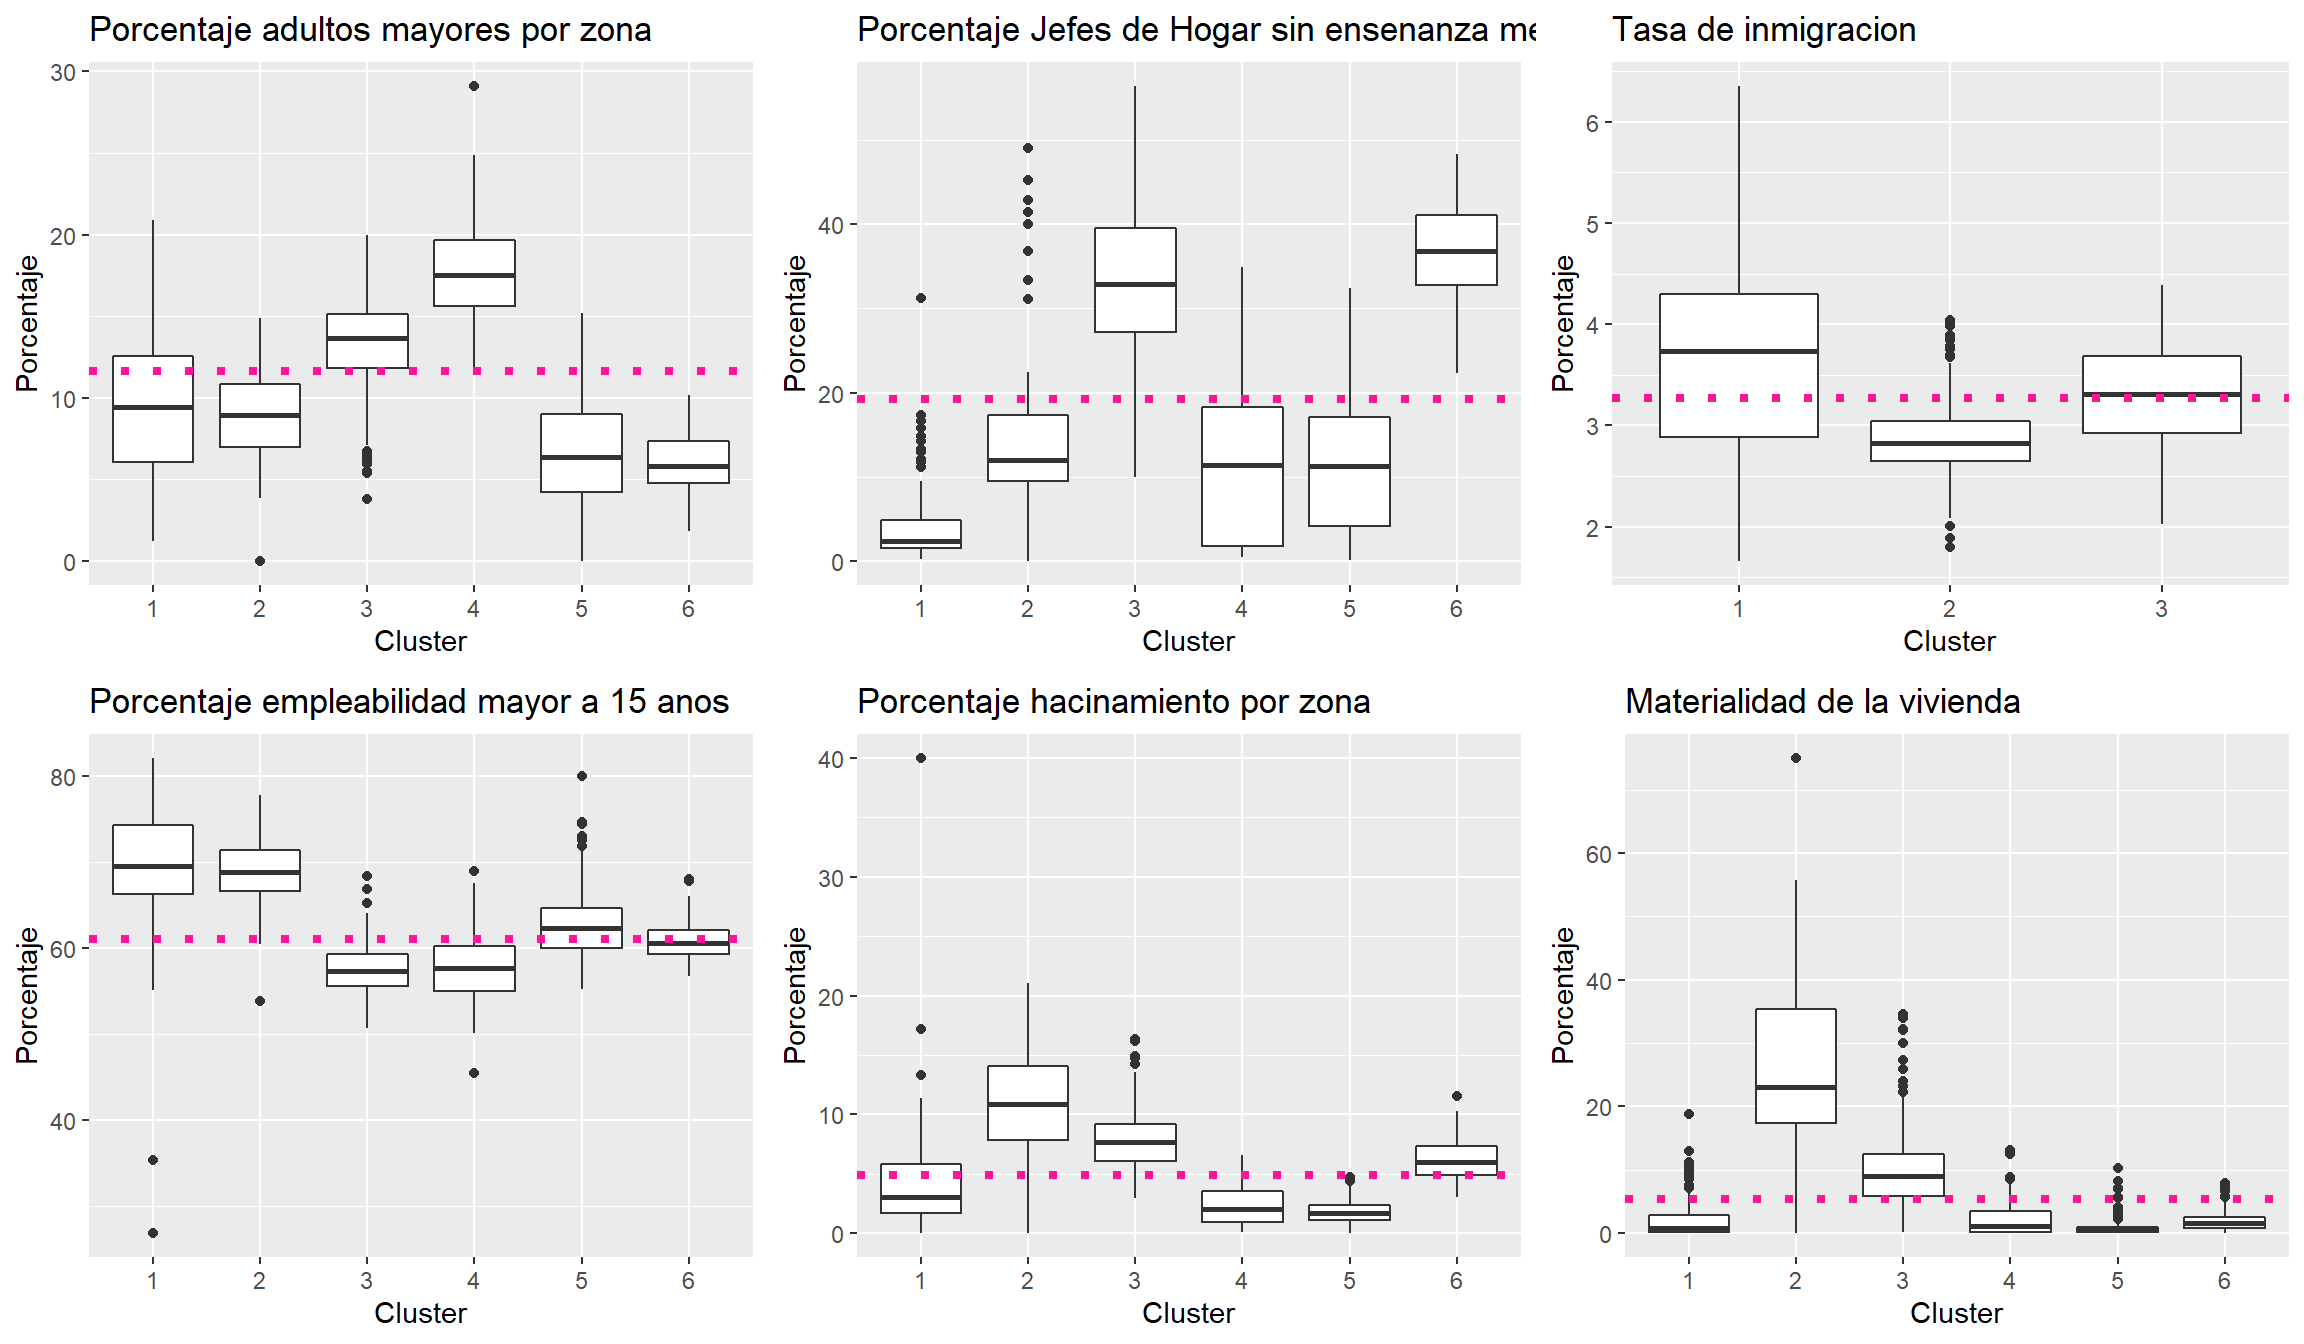 Porcentaje adultos mayores por zona
Porcentaje
30
20
10
0
1 2 3 4 5 6
Cluster
Porcentaje Jefes de Hogar sin ensenanza me
Porcentaje
40
20
0
1 2 3 4 5 6
Cluster
Tasa de inmigracion
Porcentaje
6
5
4
3
2
1 2 3
Cluster
Porcentaje empleabilidad mayor a 15 anos
Porcentaje
80
60
40
1 2 3 4 5 6
Cluster
Porcentaje hacinamiento por zona
Porcentaje
40
30
20
10
0
1 2 3 4 5 6
Cluster
Materialidad de la vivienda
Porcentaje
60
40
20
0
1 2 3 4 5 6
Cluster